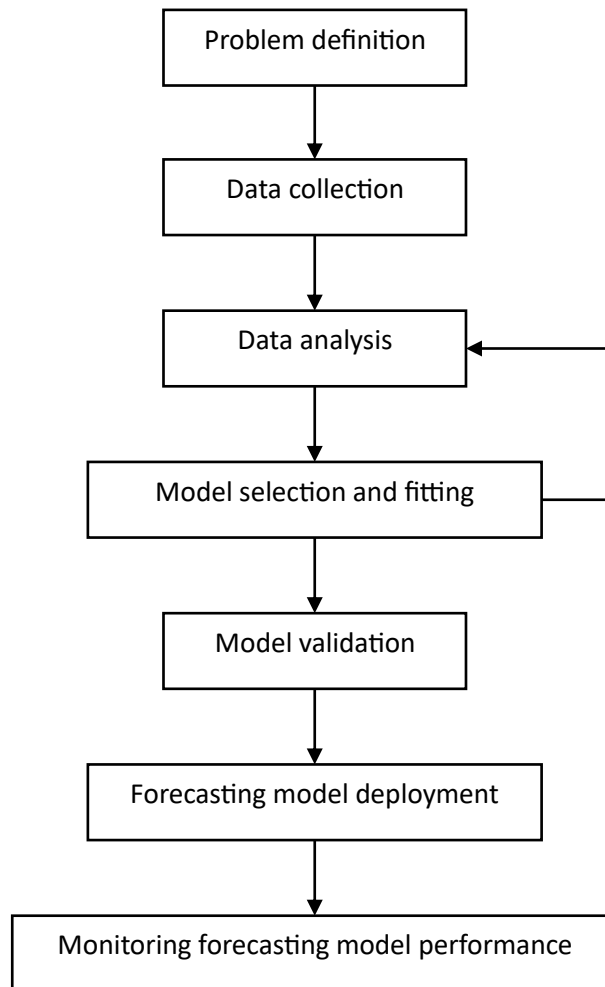 Problem definition
Data collection
Data analysis
Model selection and fitting
Model validation
Forecasting model deployment
Monitoring forecasting model performance